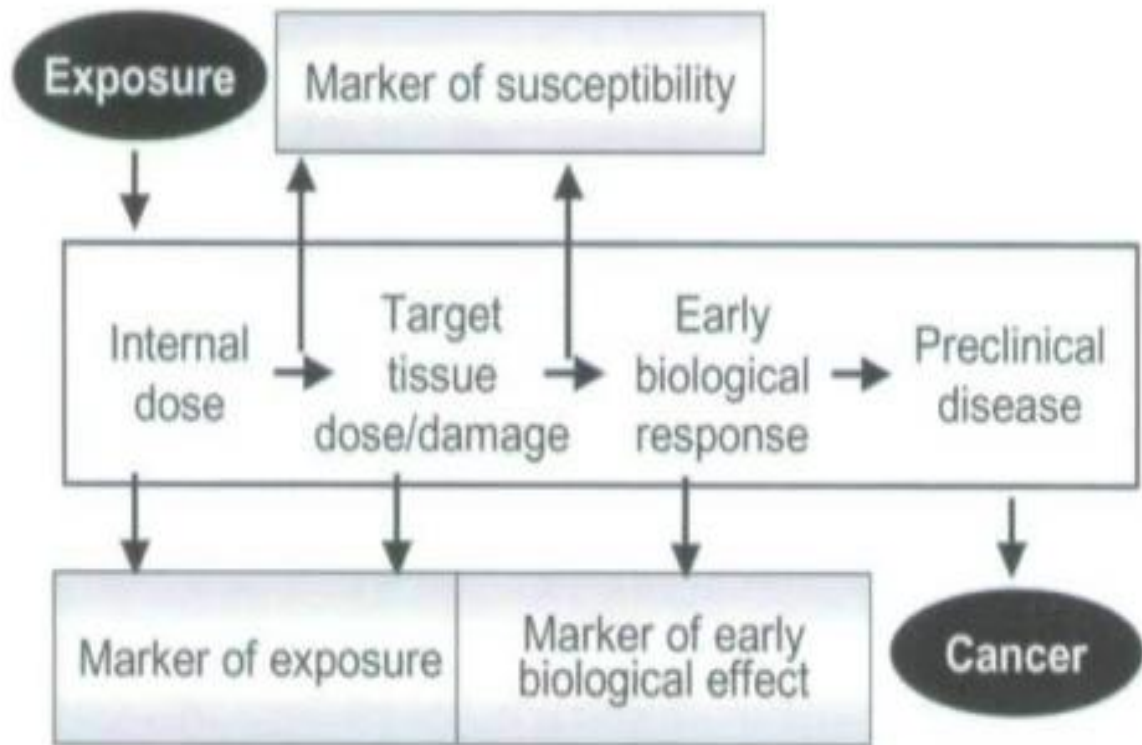 Exposure
Marker of susceptibility
Internal
dose
Target
tissue
dose/damage
Early
biological
response
Preclinical
disease
Marker of exposure
Marker of early
biological effect
Cancer